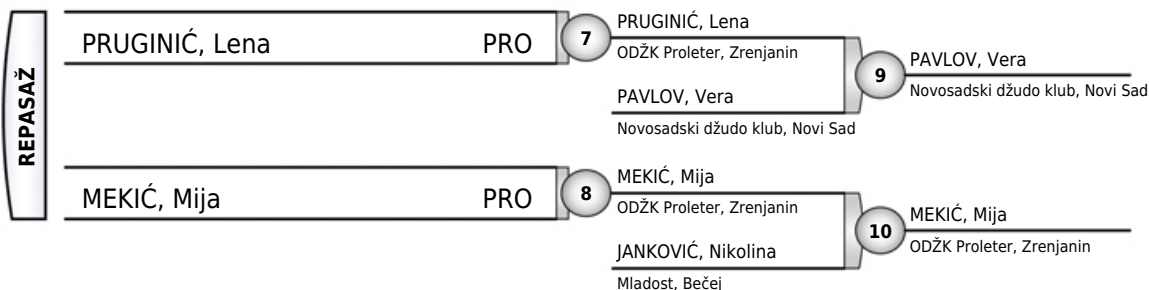 REPASAŽ
PRUGINIĆ, Lena PRO
7
PRUGINIĆ, Lena
ODŽK Proleter, Zrenjanin
PAVLOV, Vera
Novosadski džudo klub, Novi Sad
9
PAVLOV, Vera
Novosadski džudo klub, Novi Sad
MEKIĆ, Mija PRO
8
MEKIĆ, Mija
ODŽK Proleter, Zrenjanin
JANKOVIĆ, Nikolina
Mladost, Bečej
10
MEKIĆ, Mija
ODŽK Proleter, Zrenjanin